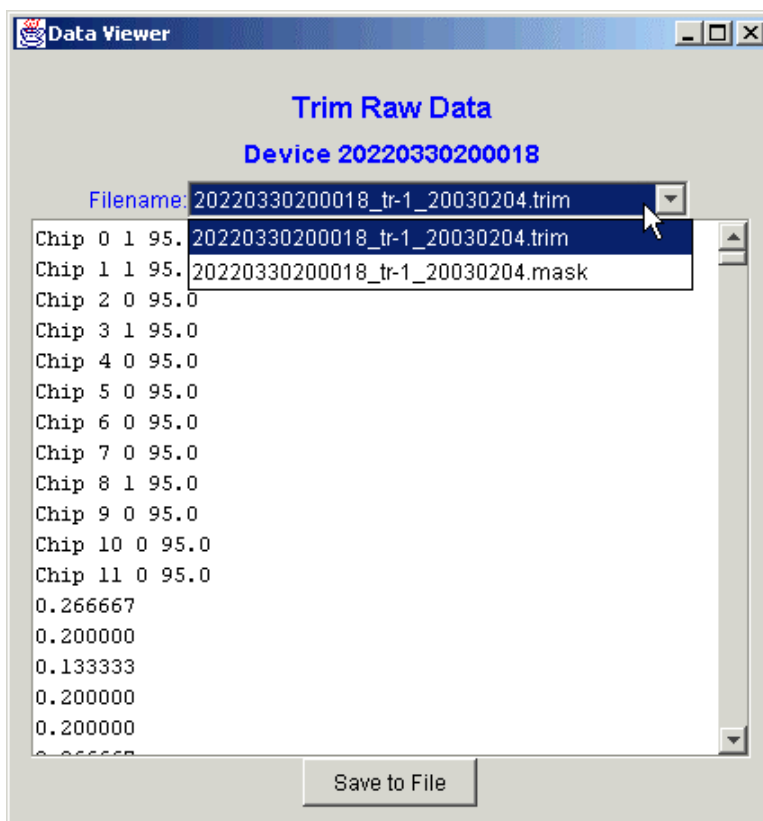 Data Viewer
Trim Raw Data
Device 20220330200018
Filename: 20220330200018_tr-1_20030204.trim
20220330200018_tr-1_20030204.trim
20220330200018_tr-1_20030204.mask
Chip 0 1 95.
Chip 1 1 95.
Chip 2 0 95.0
Chip 3 1 95.0
Chip 4 0 95.0
Chip 5 0 95.0
Chip 6 0 95.0
Chip 7 0 95.0
Chip 8 1 95.0
Chip 9 0 95.0
Chip 10 0 95.0
Chip 11 0 95.0
0.266667
0.200000
0.133333
0.200000
0.200000
Save to File